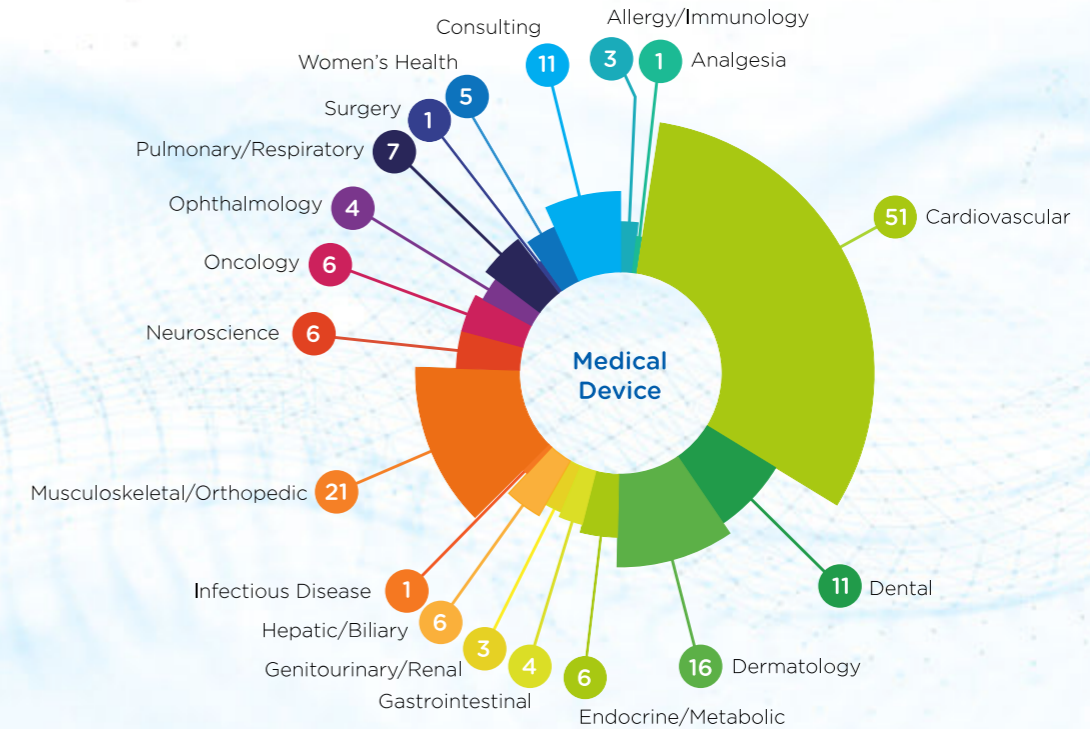 Allergy/Immunology
3
1
Analgesia
51
Cardiovascular
11
Dental
16
Dermatology
6
Endocrine/Metabolic
4
Gastrointestinal
3
Genitourinary/Renal
6
Hepatic/Biliary
1
Infectious Disease
21
Musculoskeletal/Orthopedic
6
Neuroscience
6
Oncology
4
Ophthalmology
7
Pulmonary/Respiratory
1
Surgery
5
Women's Health
11
Consulting
Medical
Device